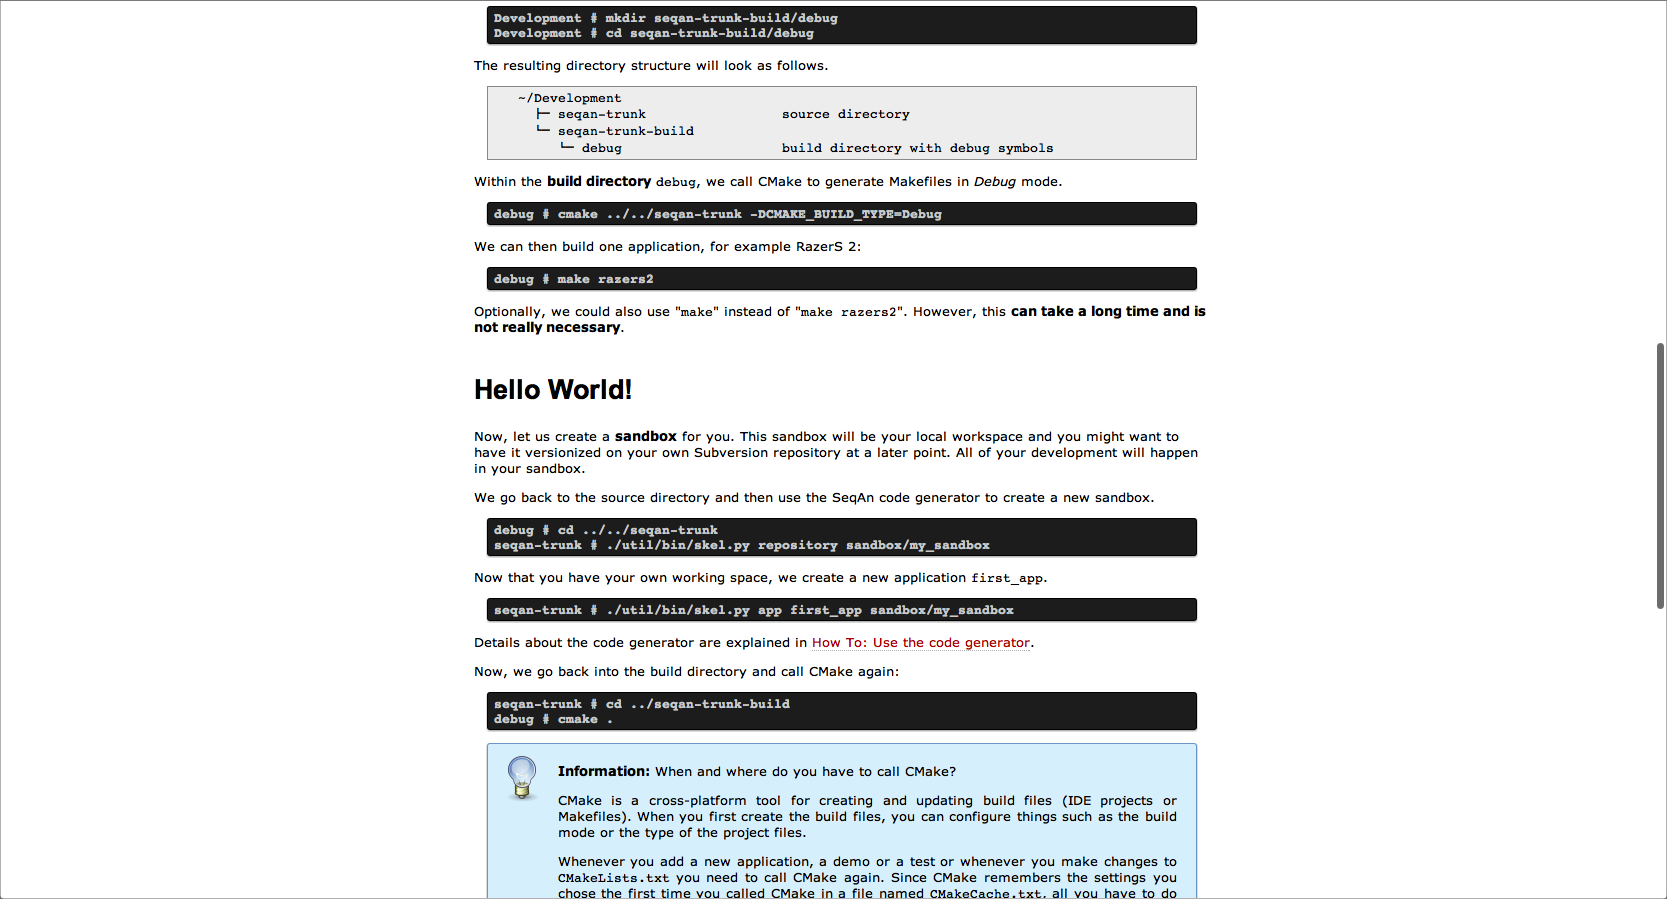 Development # mkdir seqan-trunk-build/debug
Development # cd seqan-trunk-build/debug
The resulting directory structure will look as follows.
~/Development
├─ seqan-trunk source directory
└─ seqan-trunk-build
└─ debug build directory with debug symbols
Within the build directory debug, we call CMake to generate Makefiles in Debug mode.
debug # cmake ../../seqan-trunk -DCMAKE_BUILD_TYPE=Debug
We can then build one application, for example RazerS 2:
debug # make razers2
Optionally, we could also use "make" instead of "make razers2". However, this can take a long time and is
not really necessary.
Hello World!
Now, let us create a sandbox for you. This sandbox will be your local workspace and you might want to
have it versionized on your own Subversion repository at a later point. All of your development will happen
in your sandbox.
We go back to the source directory and then use the SeqAn code generator to create a new sandbox.
debug # cd ../../seqan-trunk
seqan-trunk # ./util/bin/skel.py repository sandbox/my_sandbox
Now that you have your own working space, we create a new application first_app.
seqan-trunk # ./util/bin/skel.py app first_app sandbox/my_sandbox
Details about the code generator are explained in How To: Use the code generator.
Now, we go back into the build directory and call CMake again:
seqan-trunk # cd ../seqan-trunk-build
debug # cmake .
Information: When and where do you have to call CMake?
CMake is a cross-platform tool for creating and updating build files (IDE projects or
Makefiles). When you first create the build files, you can configure things such as the build
mode or the type of the project files.
Whenever you add a new application, a demo or a test or whenever you make changes to
CMakeLists.txt you need to call CMake again. Since CMake remembers the settings you
chose the first time you called CMake in a file named CMakeCache.txt, all you have to do